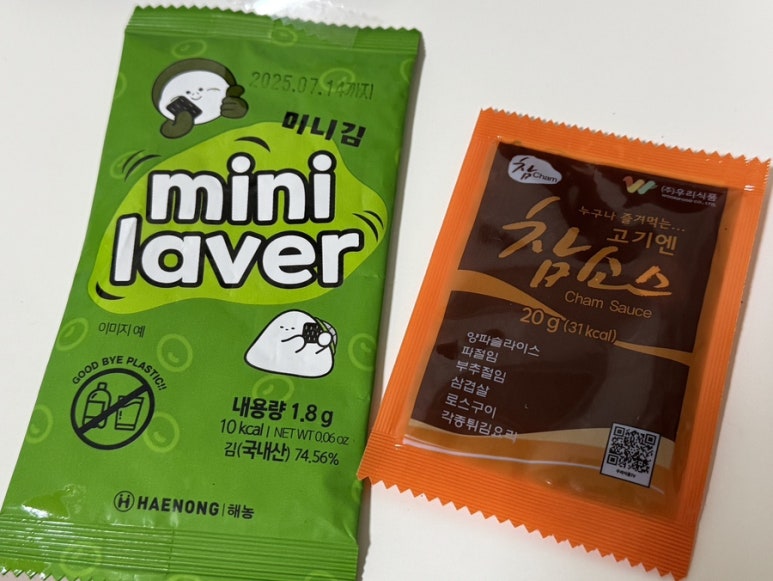 2025.07.14까지
미니김
mini
laver
이미지 예
GOOD BYE PLASTIC!!
내용량 1.8 g
10 kcal | NET WT 0.06 oz
김(국내산) 74.56%
HAENONG | 해농
참
Cham
(주)우리식품
누구나 즐겨먹는...
고기엔
참소스
Cham Sauce
20 g (31 kcal)
양파슬라이스
파절임
부추절임
삼겹살
로스구이
각종튀김요리